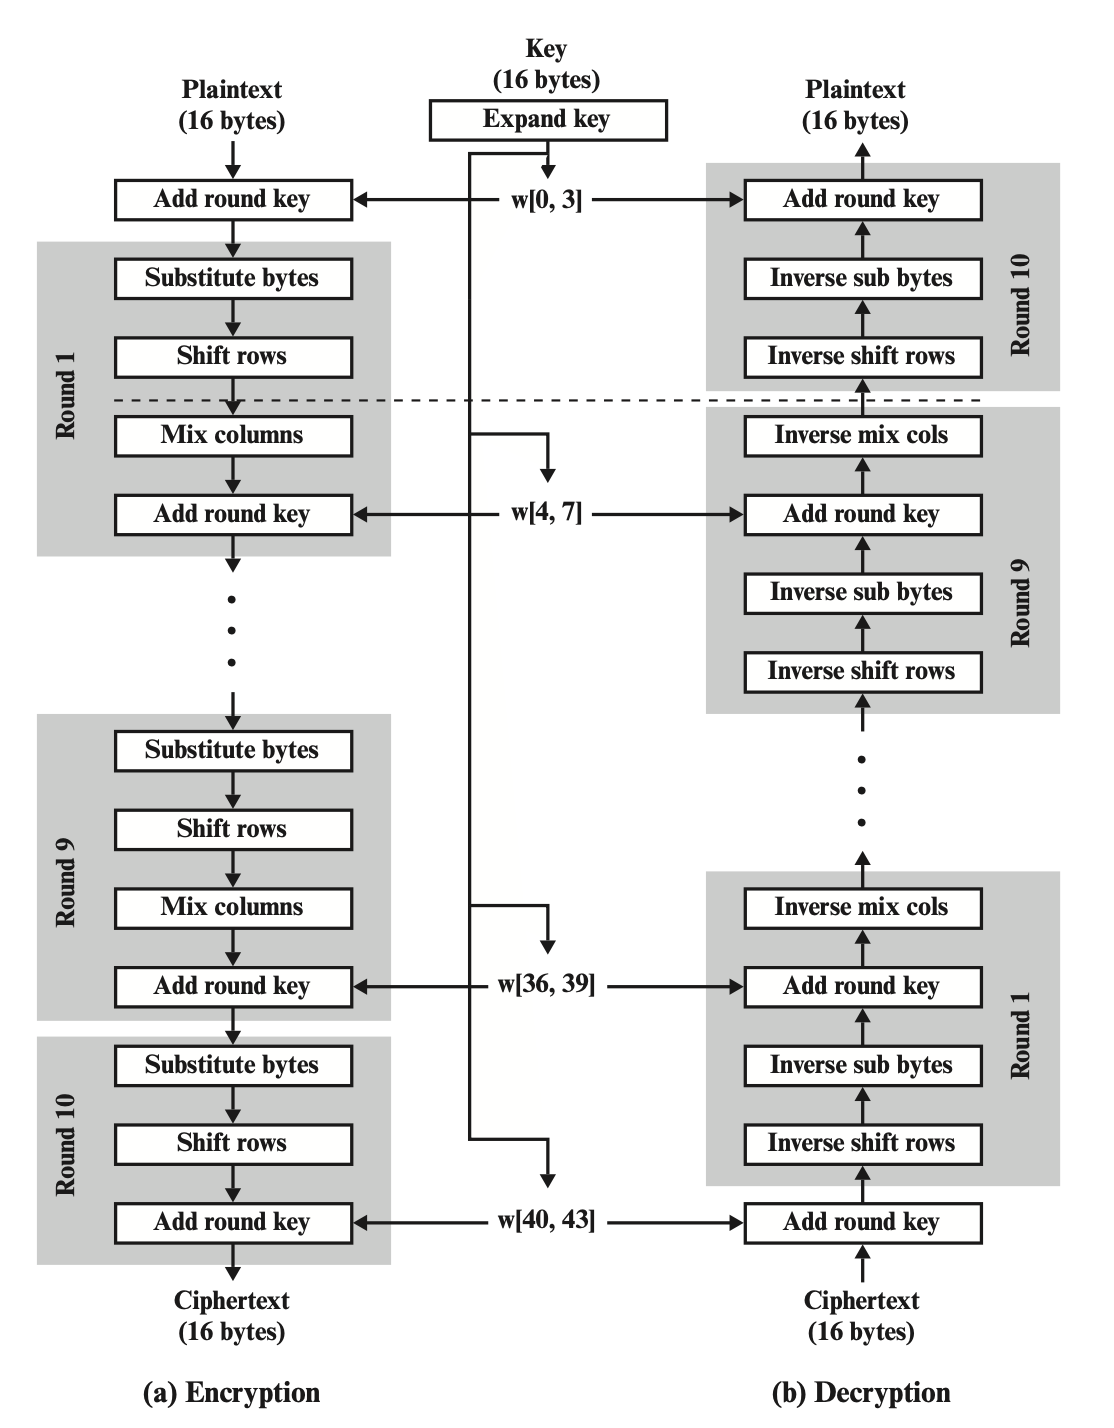 Key
(16 bytes)
Expand key
Plaintext
(16 bytes)
Add round key
Round 1
Substitute bytes
Shift rows
Mix columns
Add round key
Round 9
Substitute bytes
Shift rows
Mix columns
Add round key
Round 10
Substitute bytes
Shift rows
Add round key
Ciphertext
(16 bytes)
(a) Encryption
w[0, 3]
w[4, 7]
w[36, 39]
w[40, 43]
Plaintext
(16 bytes)
Add round key
Inverse sub bytes
Inverse shift rows
Round 10
Inverse mix cols
Add round key
Inverse sub bytes
Inverse shift rows
Round 9
Inverse mix cols
Add round key
Inverse sub bytes
Inverse shift rows
Round 1
Add round key
Ciphertext
(16 bytes)
(b) Decryption